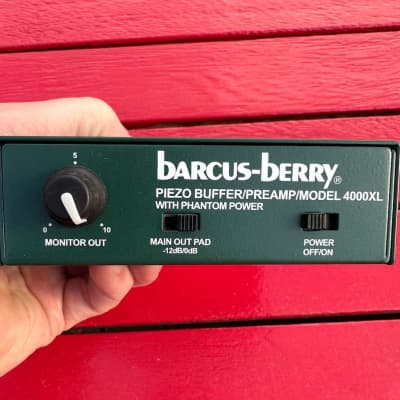 barcus-berry®
PIEZO BUFFER/PREAMP/MODEL 4000XL
WITH PHANTOM POWER
5
0
10
MONITOR OUT
MAIN OUT PAD
-12dB/0dB
POWER
OFF/ON